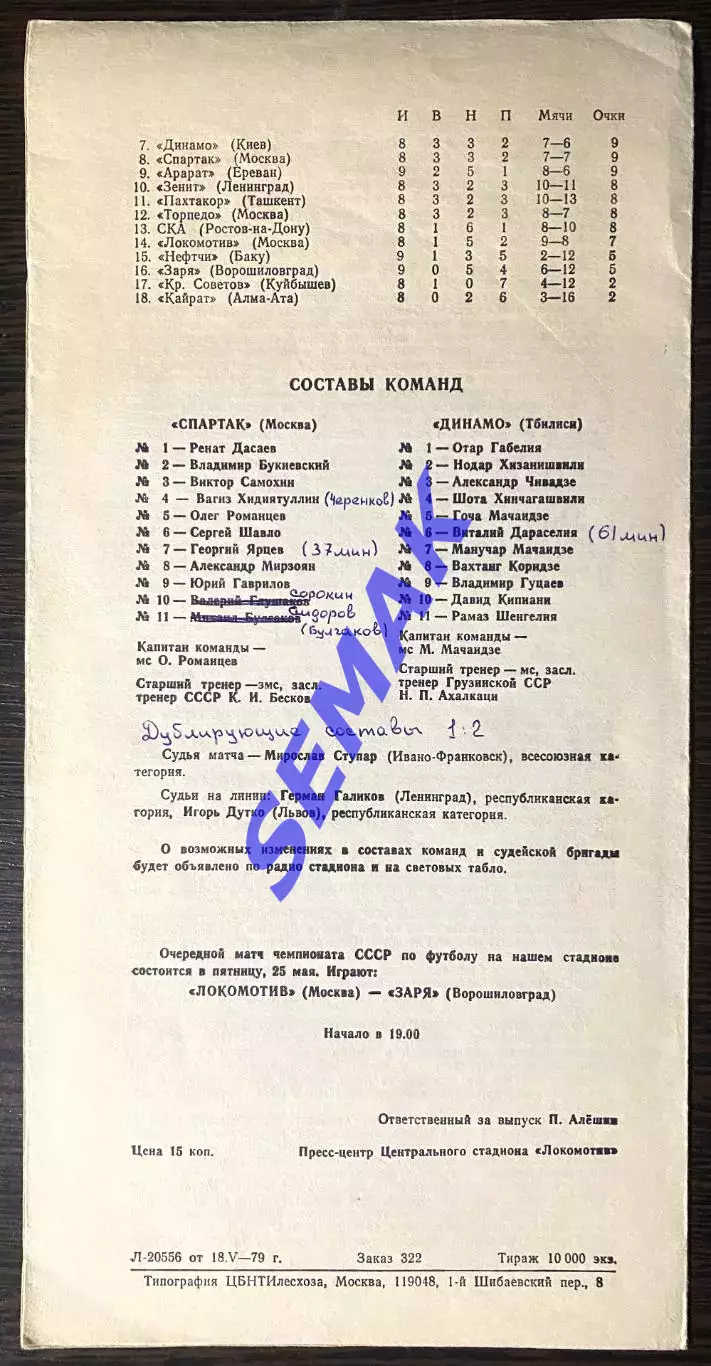 И В Н П Мячи Очки
7. «Динамо» (Киев) 8 3 3 2 7—6 9
8. «Спартак» (Москва) 8 3 3 2 7—7 9
9. «Арарат» (Ереван) 9 2 5 1 8—6 9
10. «Зенит» (Ленинград) 8 3 2 3 10—11 8
11. «Пахтакор» (Ташкент) 8 3 2 3 10—13 8
12. «Торпедо» (Москва) 8 3 2 3 8—7 8
13. СКА (Ростов-на-Дону) 8 1 6 1 8—10 8
14. «Локомотив» (Москва) 8 1 5 2 9—8 7
15. «Нефтчи» (Баку) 9 1 3 5 2—12 5
16. «Заря» (Ворошиловград) 9 0 5 4 6—12 5
17. «Кр. Советов» (Куйбышев) 8 1 0 7 4—12 2
18. «Кайрат» (Алма-Ата) 8 0 2 6 3—16 2
СОСТАВЫ КОМАНД
«СПАРТАК» (Москва)
№ 1 — Ренат Дасаев
№ 2 — Владимир Букиевский
№ 3 — Виктор Самохин
№ 4 — Вагиз Хидиятуллин (Черенков)
№ 5 — Олег Романцев
№ 6 — Сергей Шавло
№ 7 — Георгий Ярцев (37 мин)
№ 8 — Александр Мирзоян
№ 9 — Юрий Гаврилов
№ 10 — Валерий Глушаков Сорокин
№ 11 — Михаил Булгаков Сидоров
(Булгаков)
Капитан команды —
мс О. Романцев
Старший тренер — змс, засл.
тренер СССР К. И. Бесков
«ДИНАМО» (Тбилиси)
№ 1 — Отар Габелия
№ 2 — Нодар Хизанишвили
№ 3 — Александр Чивадзе
№ 4 — Шота Хинчагашвили
№ 5 — Гоча Мачаидзе
№ 6 — Виталий Дараселия (61 мин)
№ 7 — Манучар Мачаидзе
№ 8 — Вахтанг Коридзе
№ 9 — Владимир Гуцаев
№ 10 — Давид Кипиани
№ 11 — Рамаз Шенгелия
Капитан команды —
мс М. Мачаидзе
Старший тренер — мс, засл.
тренер Грузинской ССР
Н. П. Ахалкаци
Дублирующие составы 1:2
Судья матча — Мирослав Ступар (Ивано-Франковск), всесоюзная ка-
тегория.
Судьи на линии: Герман Галиков (Ленинград), республиканская ка-
тегория, Игорь Дутко (Львов), республиканская категория.
О возможных изменениях в составах команд и судейской бригады
будет объявлено по радио стадиона и на световых табло.
Очередной матч чемпионата СССР по футболу на нашем стадионе
состоится в пятницу, 25 мая. Играют:
«ЛОКОМОТИВ» (Москва) — «ЗАРЯ» (Ворошиловград)
Начало в 19.00
Ответственный за выпуск П. Алёшин
Цена 15 коп. Пресс-центр Центрального стадиона «Локомотив»
Л-20556 от 18.V—79 г. Заказ 322 Тираж 10 000 экз.
Типография ЦБНТИлесхоза, Москва, 119048, 1-й Шибаевский пер., 8
SEMAK